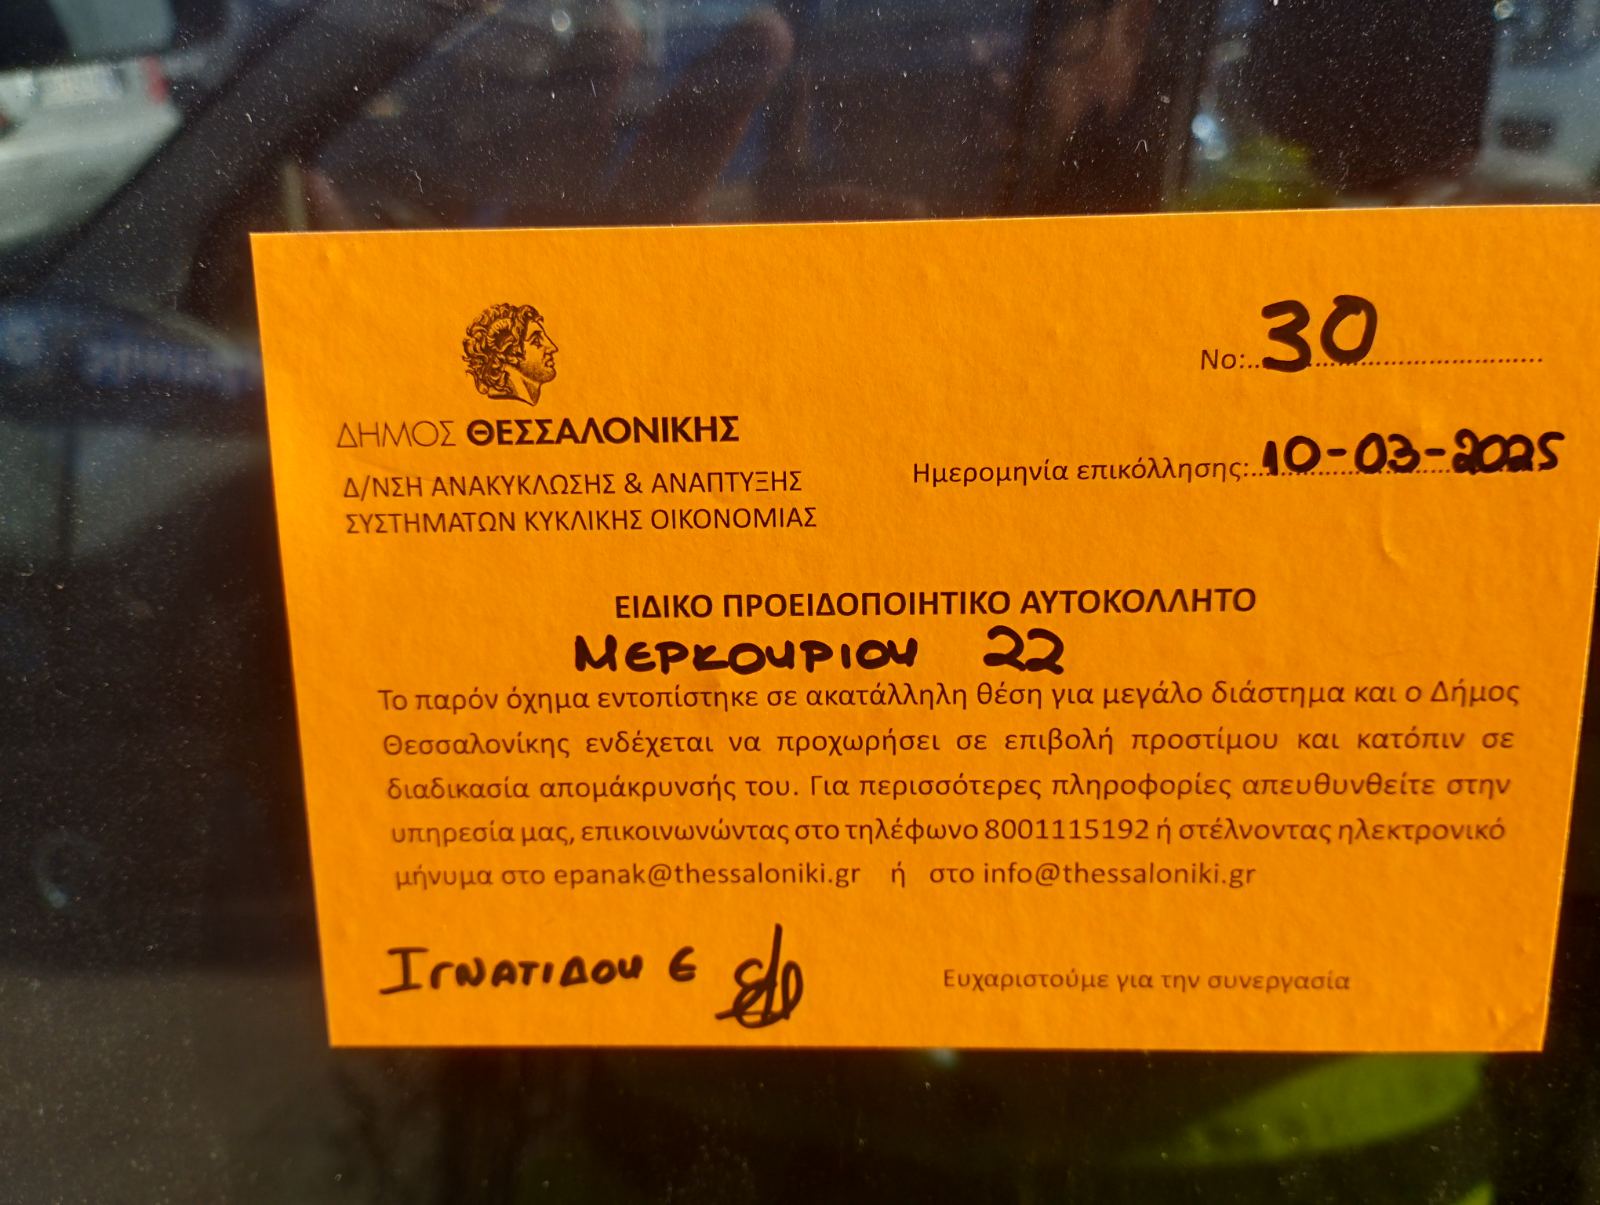 Νο:...30
ΔΗΜΟΣ ΘΕΣΣΑΛΟΝΙΚΗΣ
Ημερομηνία επικόλλησης:...10-03-2025
Δ/ΝΣΗ ΑΝΑΚΥΚΛΩΣΗΣ & ΑΝΑΠΤΥΞΗΣ
ΣΥΣΤΗΜΑΤΩΝ ΚΥΚΛΙΚΗΣ ΟΙΚΟΝΟΜΙΑΣ
ΕΙΔΙΚΟ ΠΡΟΕΙΔΟΠΟΙΗΤΙΚΟ ΑΥΤΟΚΟΛΛΗΤΟ
ΜΕΡΚΟΥΡΙΟΥ 22
Το παρόν όχημα εντοπίστηκε σε ακατάλληλη θέση για μεγάλο διάστημα και ο Δήμος
Θεσσαλονίκης ενδέχεται να προχωρήσει σε επιβολή προστίμου και κατόπιν σε
διαδικασία απομάκρυνσής του. Για περισσότερες πληροφορίες απευθυνθείτε στην
υπηρεσία μας, επικοινωνώντας στο τηλέφωνο 8001115192 ή στέλνοντας ηλεκτρονικό
μήνυμα στο epanak@thessaloniki.gr ή στο info@thessaloniki.gr
ΙΓΝΑΤΙΔΟΥ Ε
Ευχαριστούμε για την συνεργασία